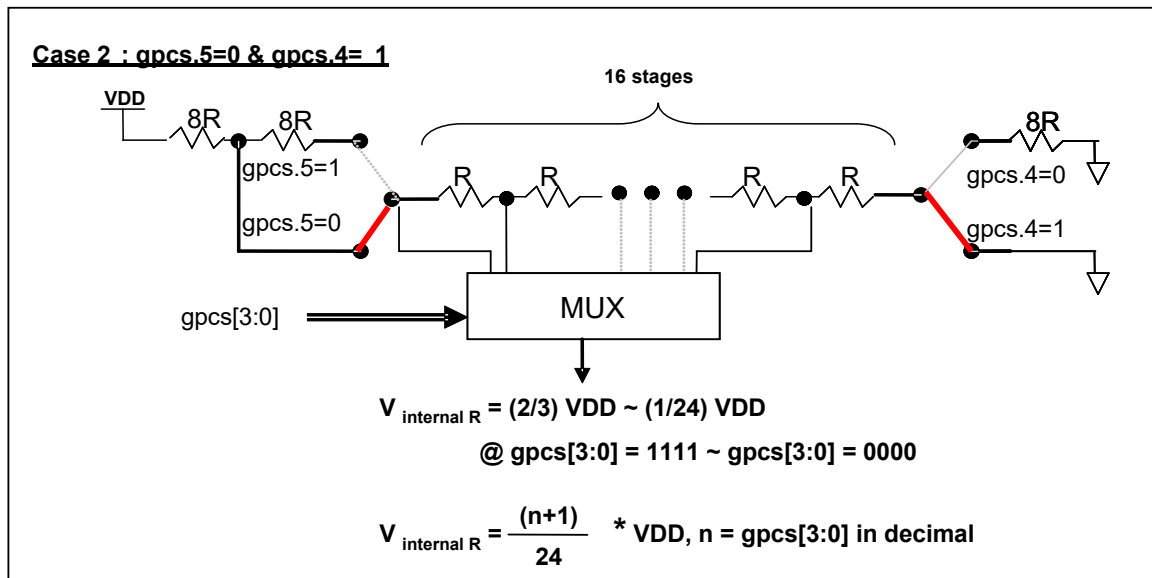 Case 2 : gpcs.5=0 & gpcs.4= 1
16 stages
VDD
8R
8R
8R
gpcs.5=1
R
R
R
R
gpcs.4=0
gpcs.5=0
gpcs.4=1
gpcs[3:0]
MUX
V internal R = (2/3) VDD ~ (1/24) VDD
@ gpcs[3:0] = 1111 ~ gpcs[3:0] = 0000
V internal R = (n+1) / 24 * VDD, n = gpcs[3:0] in decimal